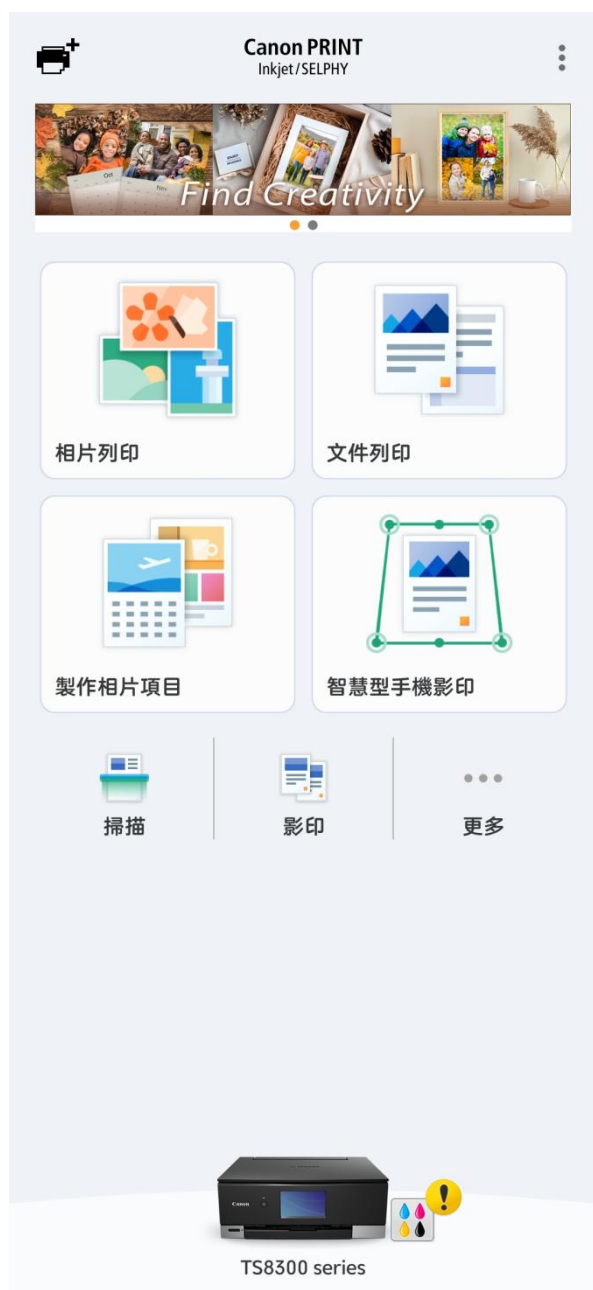 Canon PRINT
Inkjet/SELPHY
Find Creativity
相片列印
文件列印
製作相片項目
智慧型手機影印
掃描
影印
更多
Canon
TS8300 series